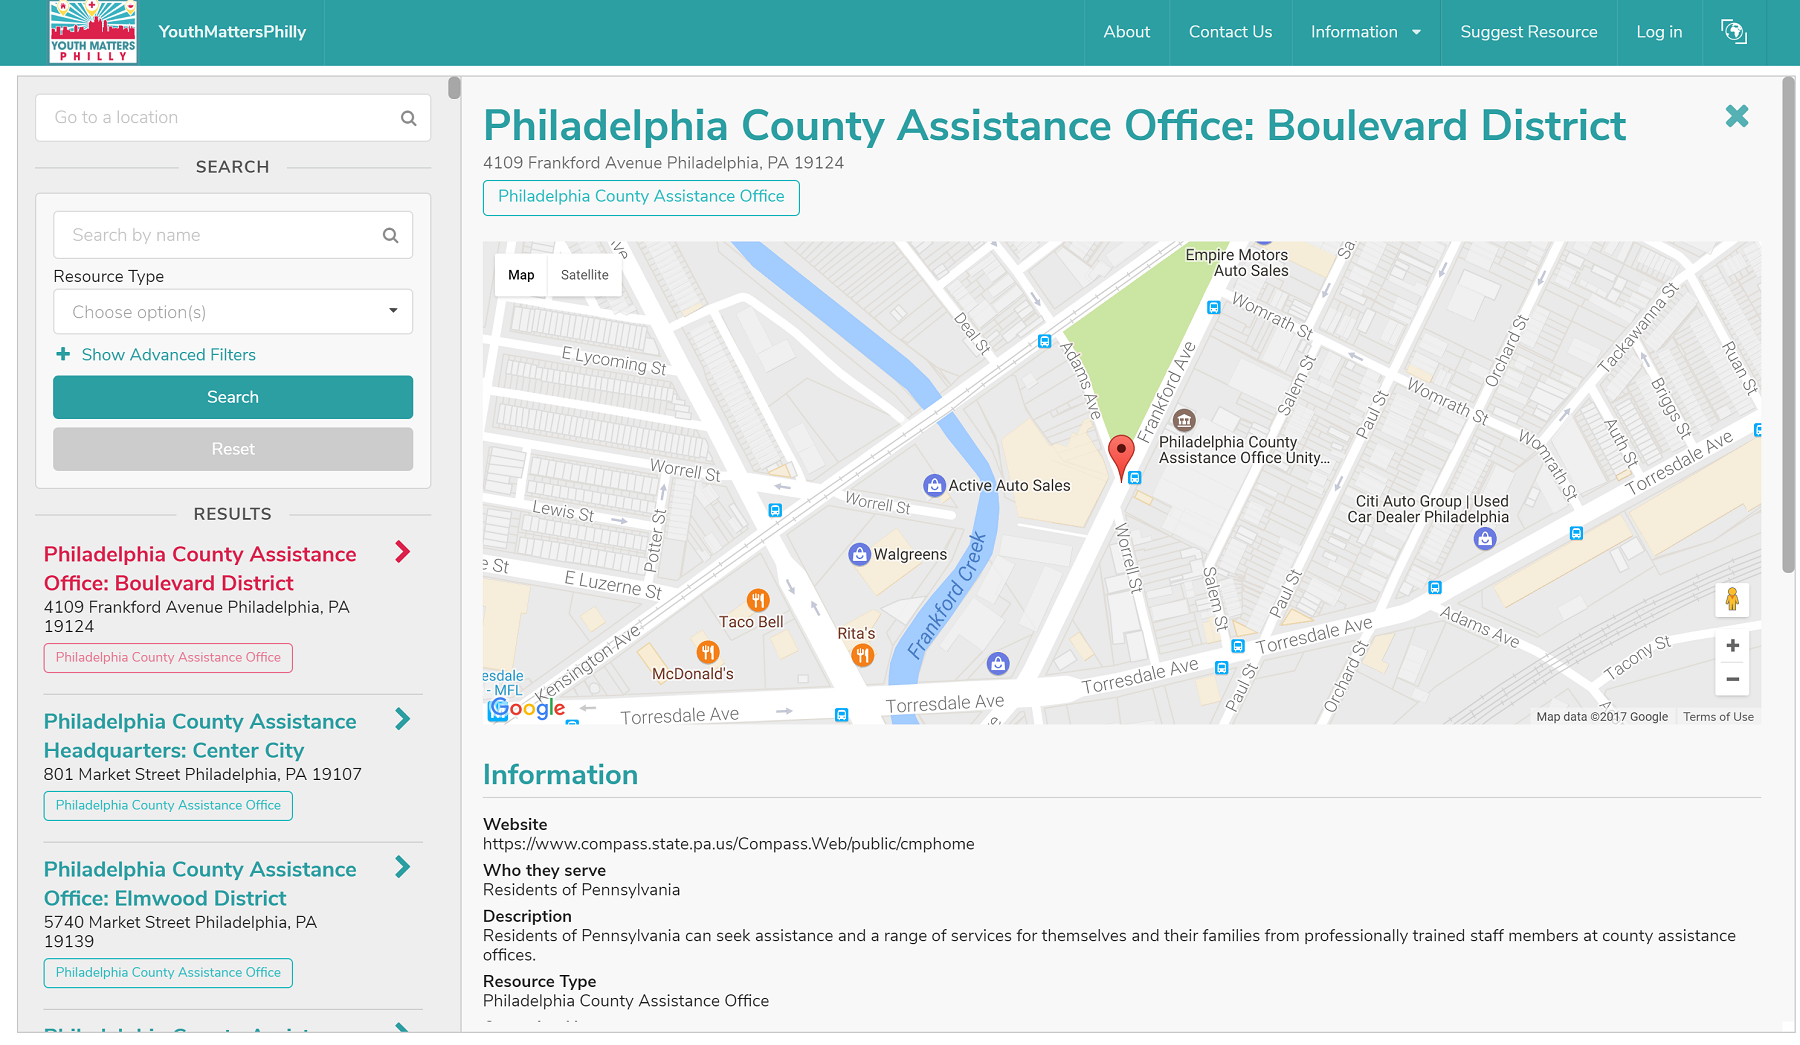 YOUTH MATTERS
PHILLY
YouthMattersPhilly
About
Contact Us
Information
Suggest Resource
Log in
Go to a location
SEARCH
Search by name
Resource Type
Choose option(s)
Show Advanced Filters
Search
Reset
RESULTS
Philadelphia County Assistance
Office: Boulevard District
4109 Frankford Avenue Philadelphia, PA
19124
Philadelphia County Assistance Office
Philadelphia County Assistance
Headquarters: Center City
801 Market Street Philadelphia, PA 19107
Philadelphia County Assistance Office
Philadelphia County Assistance
Office: Elmwood District
5740 Market Street Philadelphia, PA
19139
Philadelphia County Assistance Office
Philadelphia County Assistance Office: Boulevard District
4109 Frankford Avenue Philadelphia, PA 19124
Philadelphia County Assistance Office
Map
Satellite
Empire Motors
Auto Sales
Womrath St
Deal St
Adams Ave
Frankford Ave
Salem St
Paul St
Orchard St
Tackawanna St
Ruan St
Briggs St
Auth St
Womrath St
Womrath St
Torresdale Ave
E Lycoming St
Philadelphia County
Assistance Office Unity...
Worrell St
Active Auto Sales
Worrell St
Lewis St
Potter St
Citi Auto Group | Used
Car Dealer Philadelphia
Walgreens
Frankford Creek
Worrell St
e St
E Luzerne St
Salem St
Paul St
Taco Bell
Rita's
McDonald's
Kensington Ave
esdale
- MFL
Torresdale Ave
Adams Ave
Tacony St
Torresdale Ave
Paul St
Orchard St
Torresdale Ave
Torresdale Ave
Google
Map data ©2017 Google
Terms of Use
Information
Website
https://www.compass.state.pa.us/Compass.Web/public/cmphome
Who they serve
Residents of Pennsylvania
Description
Residents of Pennsylvania can seek assistance and a range of services for themselves and their families from professionally trained staff members at county assistance
offices.
Resource Type
Philadelphia County Assistance Office